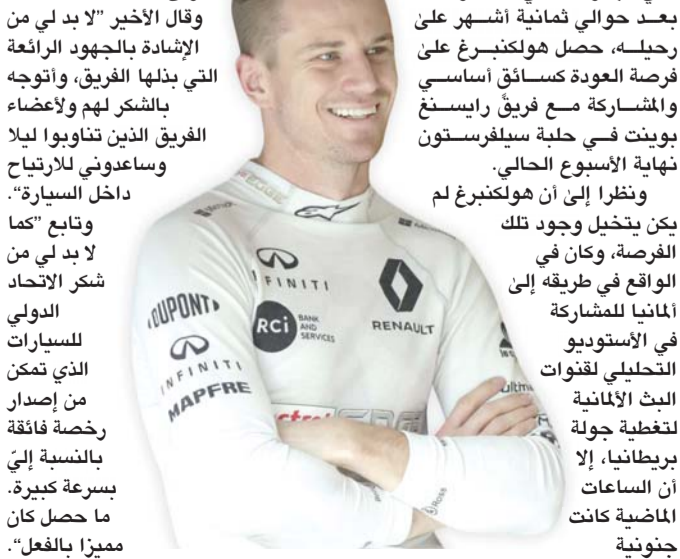 بعد حوالي ثمانية أشهر على
رحيله، حصل هولكنبرغ على
فرصة العودة كسائق أساسي
والمشاركة مع فريق رايسنغ
بوينت في حلبة سيلفرستون
نهاية الأسبوع الحالي.
ونظرا إلى أن هولكنبرغ لم
يكن يتخيل وجود تلك
الفرصة، وكان في
الواقع في طريقه إلى
ألمانيا للمشاركة
في الأستوديو
التحليلي لقنوات
البث الألمانية
لتغطية جولة
بريطانيا، إلا
أن الساعات
الماضية كانت
جنونية
وقال الأخير ”لا بد لي من
الإشادة بالجهود الرائعة
التي بذلها الفريق، وأتوجه
بالشكر لهم ولأعضاء
الفريق الذين تناوبوا ليلا
وساعدوني للارتياح
داخل السيارة“.
وتابع ”كما
لا بد لي من
شكر الاتحاد
الدولي
للسيارات
الذي تمكن
من إصدار
رخصة فائقة
بالنسبة إليّ
بسرعة كبيرة.
ما حصل كان
مميزا بالفعل“.
INFINITI
DUPONT
RCi BANK AND SERVICES
RENAULT
INFINITI
MAPFRE